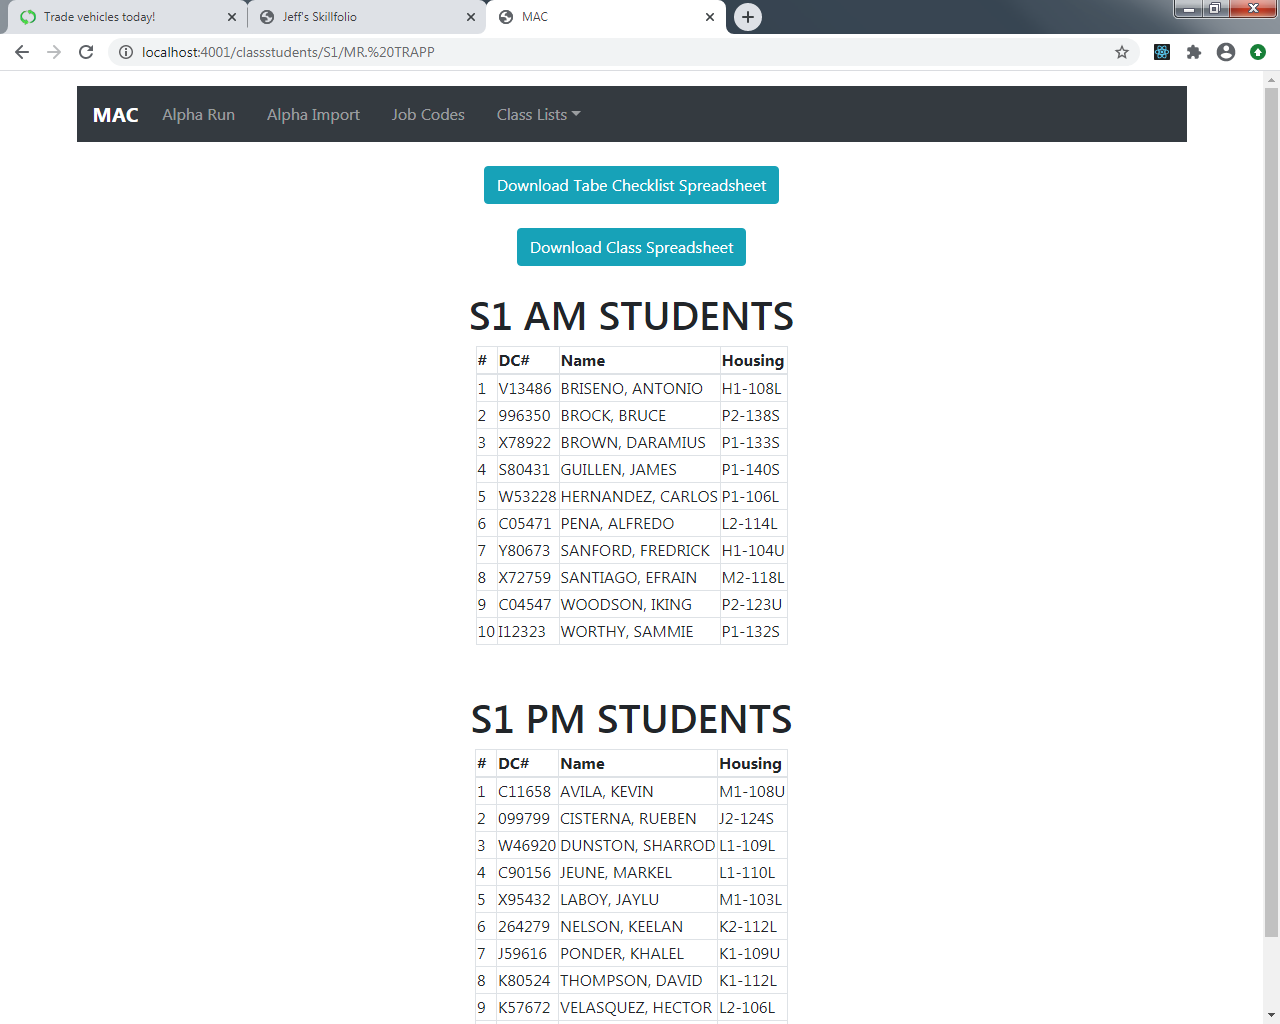 Trade vehicles today!
Jeff's Skillfolio
MAC
localhost:4001/classstudents/S1/MR.%20TRAPP
MAC Alpha Run Alpha Import Job Codes Class Lists
Download Tabe Checklist Spreadsheet
Download Class Spreadsheet
S1 AM STUDENTS
# DC# Name Housing
1 V13486 BRISENO, ANTONIO H1-108L
2 996350 BROCK, BRUCE P2-138S
3 X78922 BROWN, DARAMIUS P1-133S
4 S80431 GUILLEN, JAMES P1-140S
5 W53228 HERNANDEZ, CARLOS P1-106L
6 C05471 PENA, ALFREDO L2-114L
7 Y80673 SANFORD, FREDRICK H1-104U
8 X72759 SANTIAGO, EFRAIN M2-118L
9 C04547 WOODSON, IKING P2-123U
10 I12323 WORTHY, SAMMIE P1-132S
S1 PM STUDENTS
# DC# Name Housing
1 C11658 AVILA, KEVIN M1-108U
2 099799 CISTERNA, RUEBEN J2-124S
3 W46920 DUNSTON, SHARROD L1-109L
4 C90156 JEUNE, MARKEL L1-110L
5 X95432 LABOY, JAYLU M1-103L
6 264279 NELSON, KEELAN K2-112L
7 J59616 PONDER, KHALEL K1-109U
8 K80524 THOMPSON, DAVID K1-112L
9 K57672 VELASQUEZ, HECTOR L2-106L